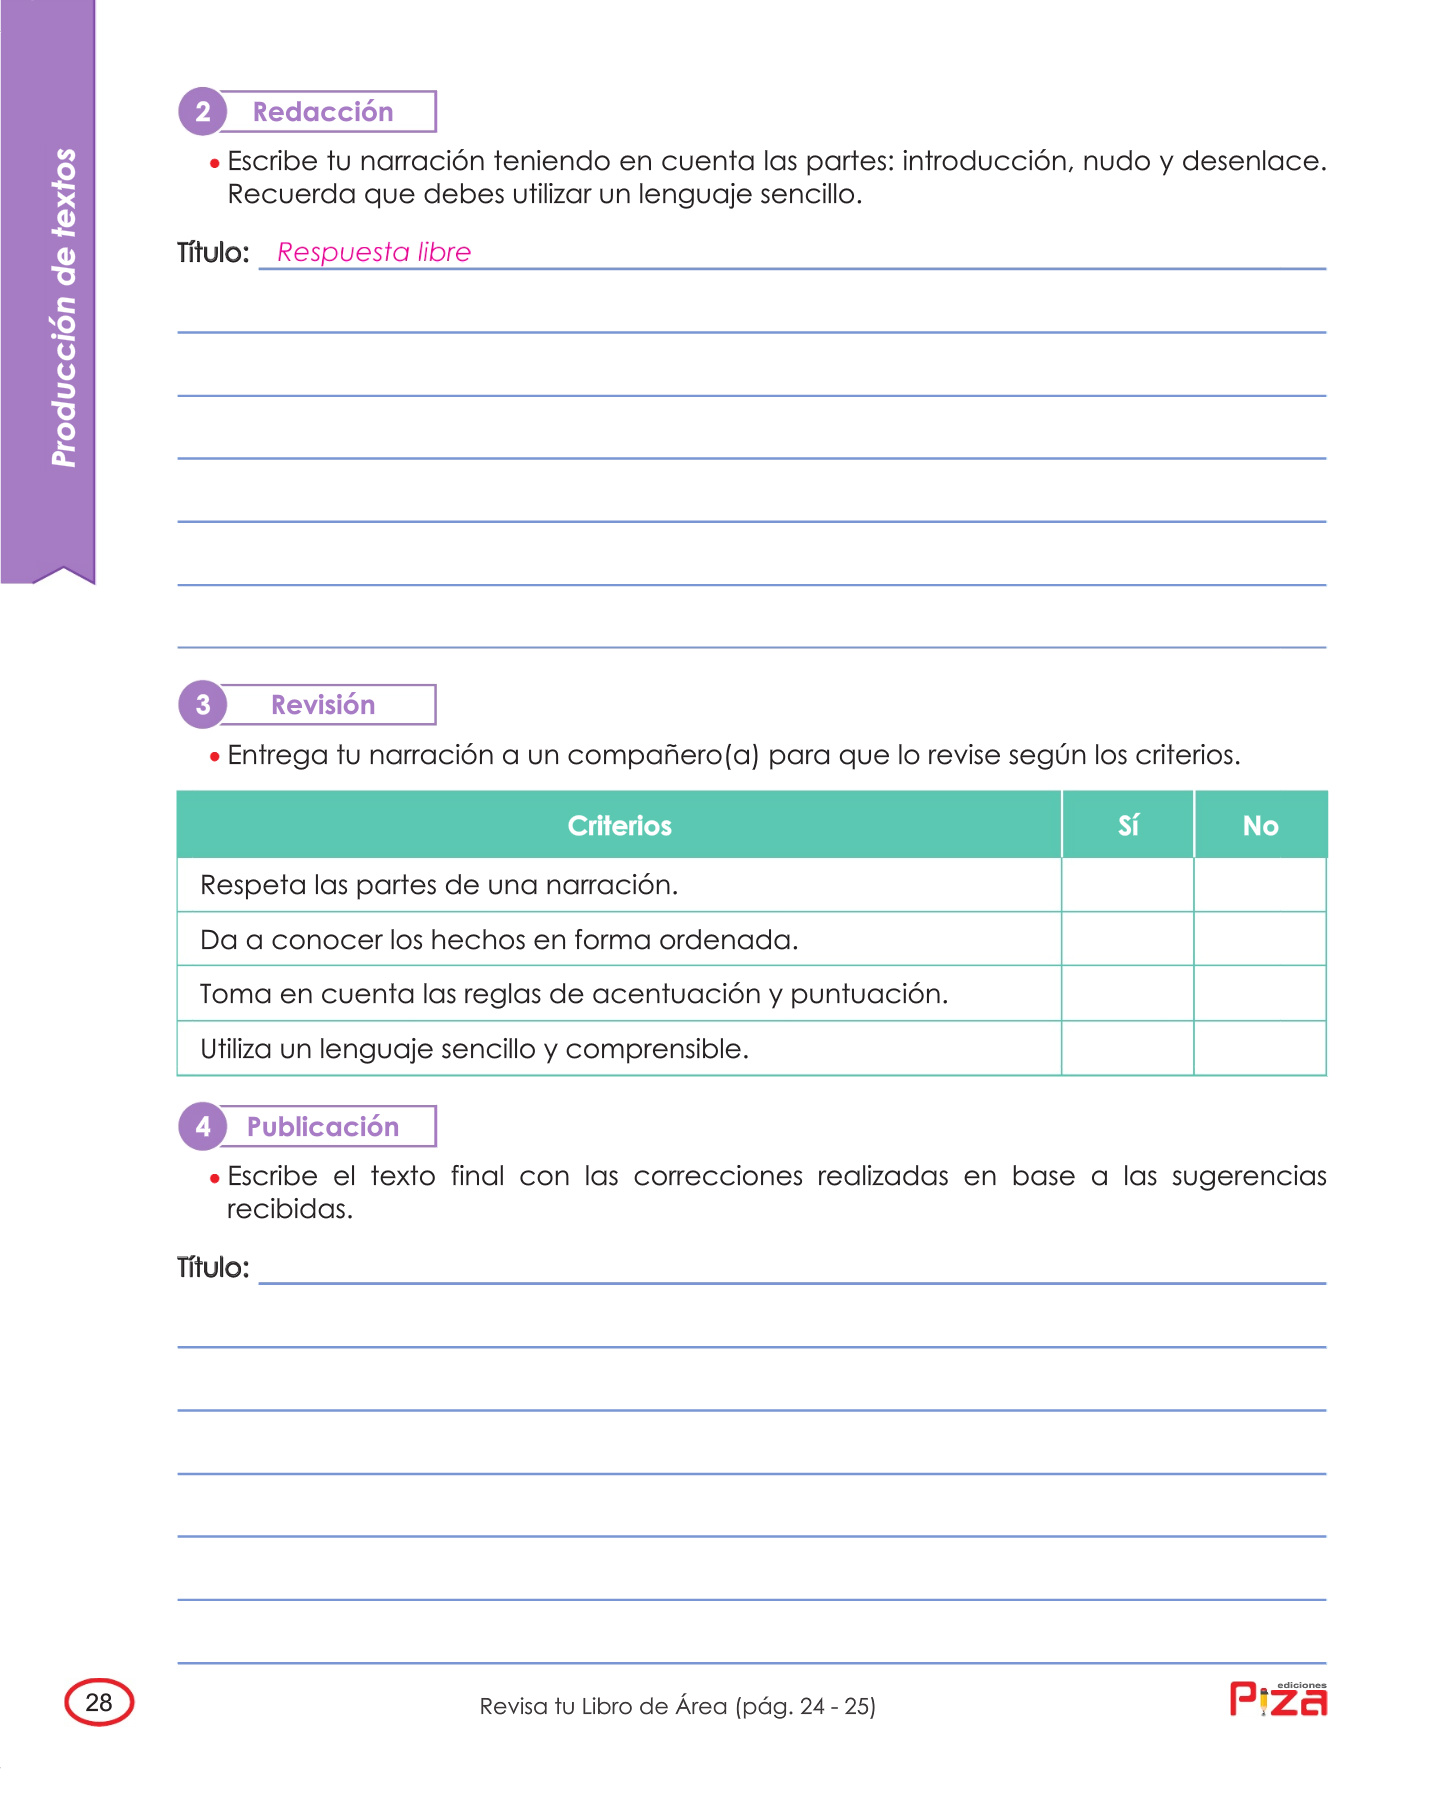 Producción de textos
2 Redacción
• Escribe tu narración teniendo en cuenta las partes: introducción, nudo y desenlace.
Recuerda que debes utilizar un lenguaje sencillo.
Título: Respuesta libre
3 Revisión
• Entrega tu narración a un compañero(a) para que lo revise según los criterios.
Criterios Sí No
Respeta las partes de una narración.
Da a conocer los hechos en forma ordenada.
Toma en cuenta las reglas de acentuación y puntuación.
Utiliza un lenguaje sencillo y comprensible.
4 Publicación
• Escribe el texto final con las correcciones realizadas en base a las sugerencias
recibidas.
Título:
28
Revisa tu Libro de Área (pág. 24 - 25)
ediciones
Piza